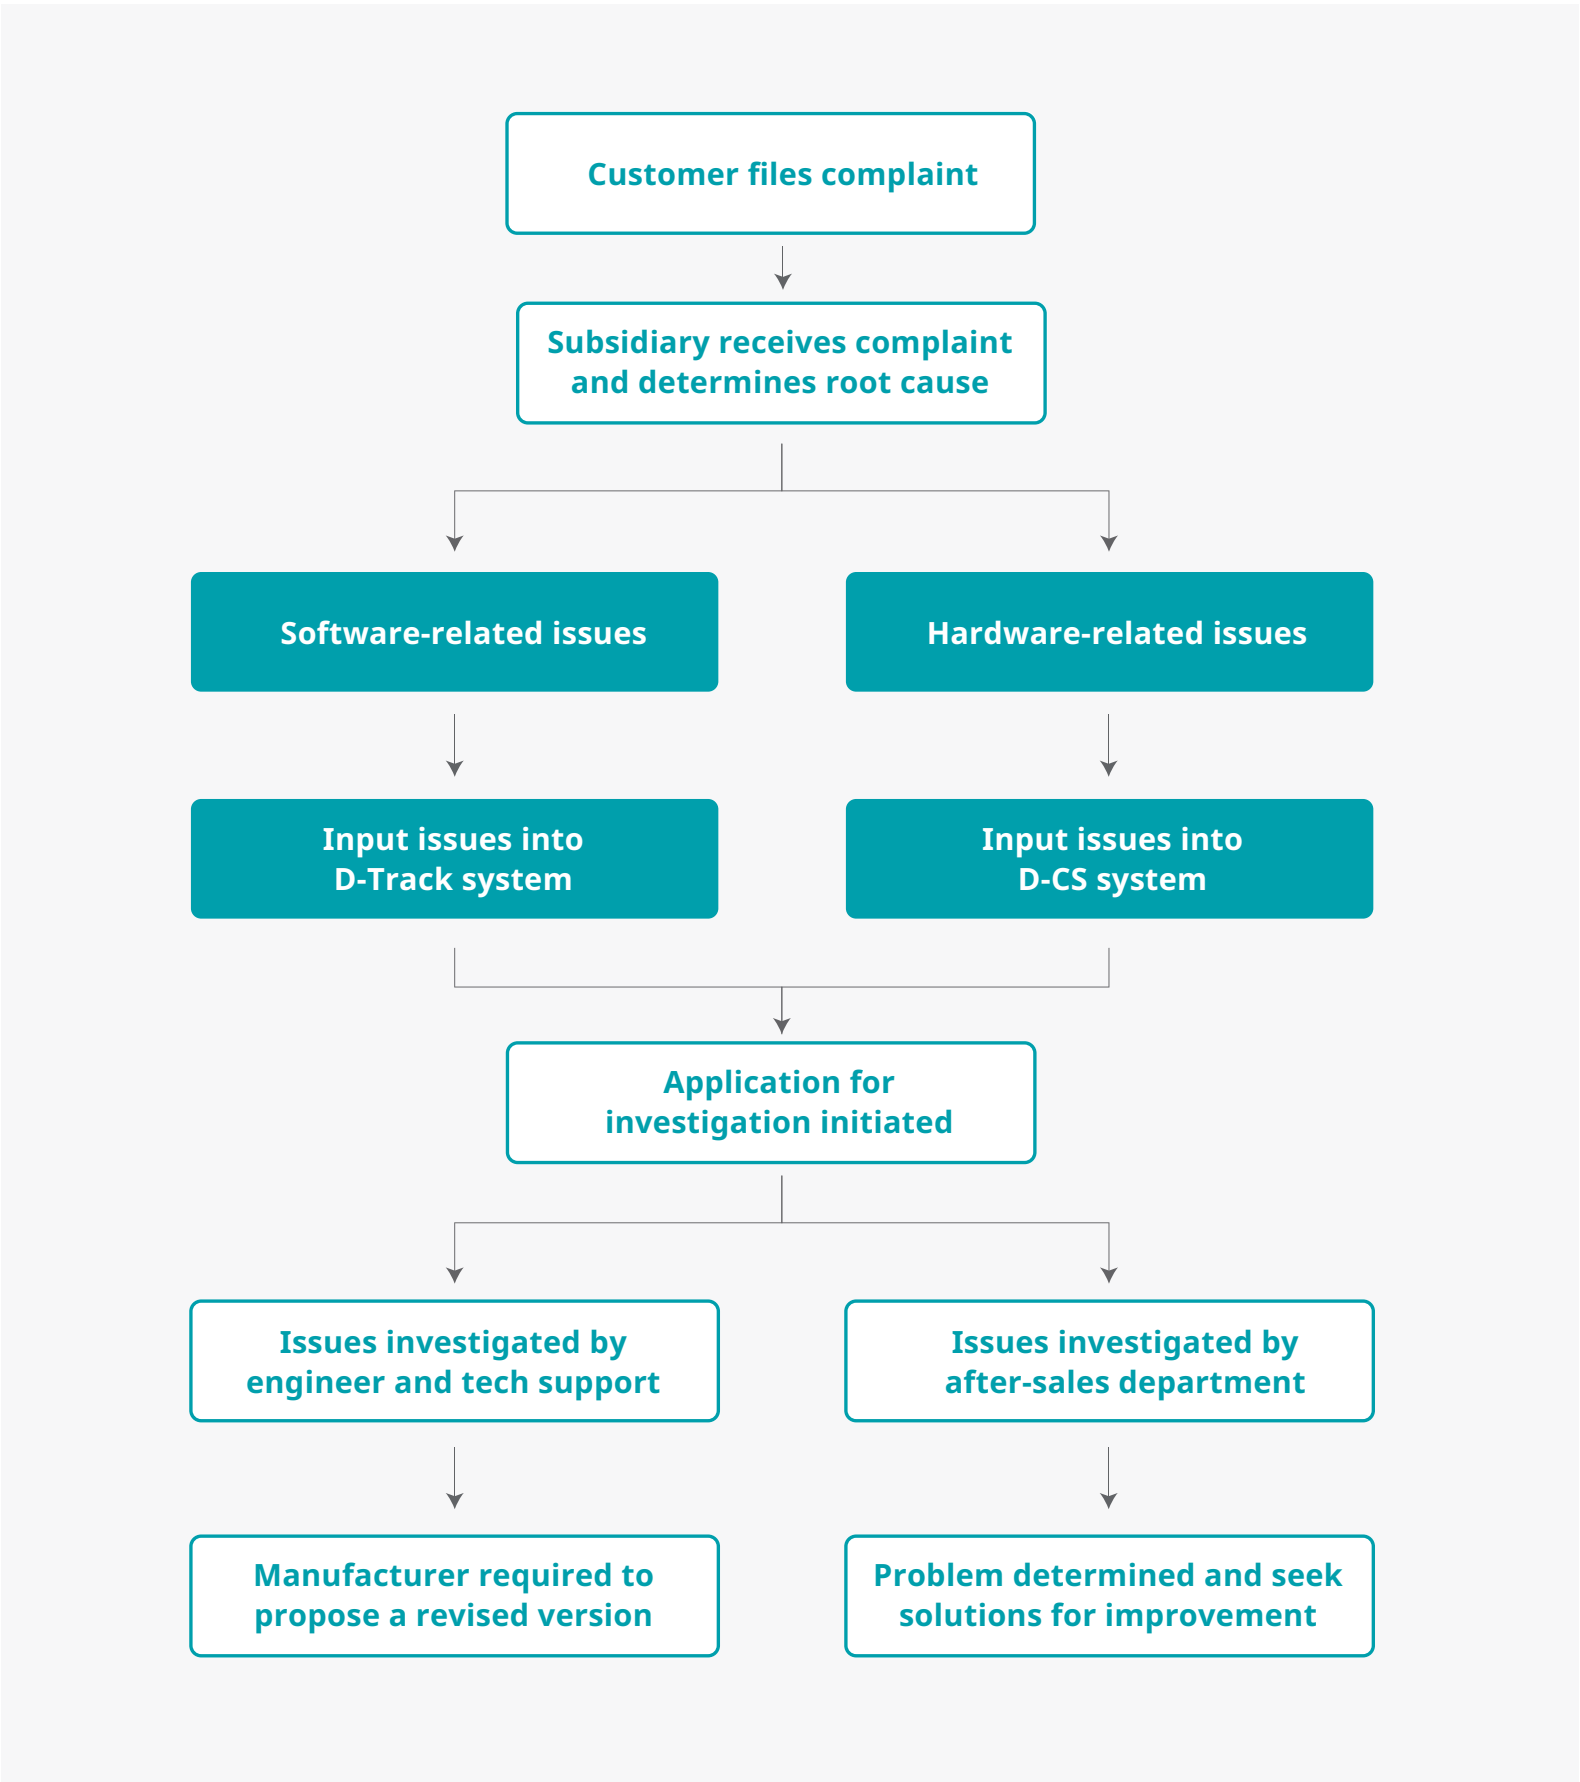 Customer files complaint
Subsidiary receives complaint
and determines root cause
Software-related issues
Hardware-related issues
Input issues into
D-Track system
Input issues into
D-CS system
Application for
investigation initiated
Issues investigated by
engineer and tech support
Issues investigated by
after-sales department
Manufacturer required to
propose a revised version
Problem determined and seek
solutions for improvement